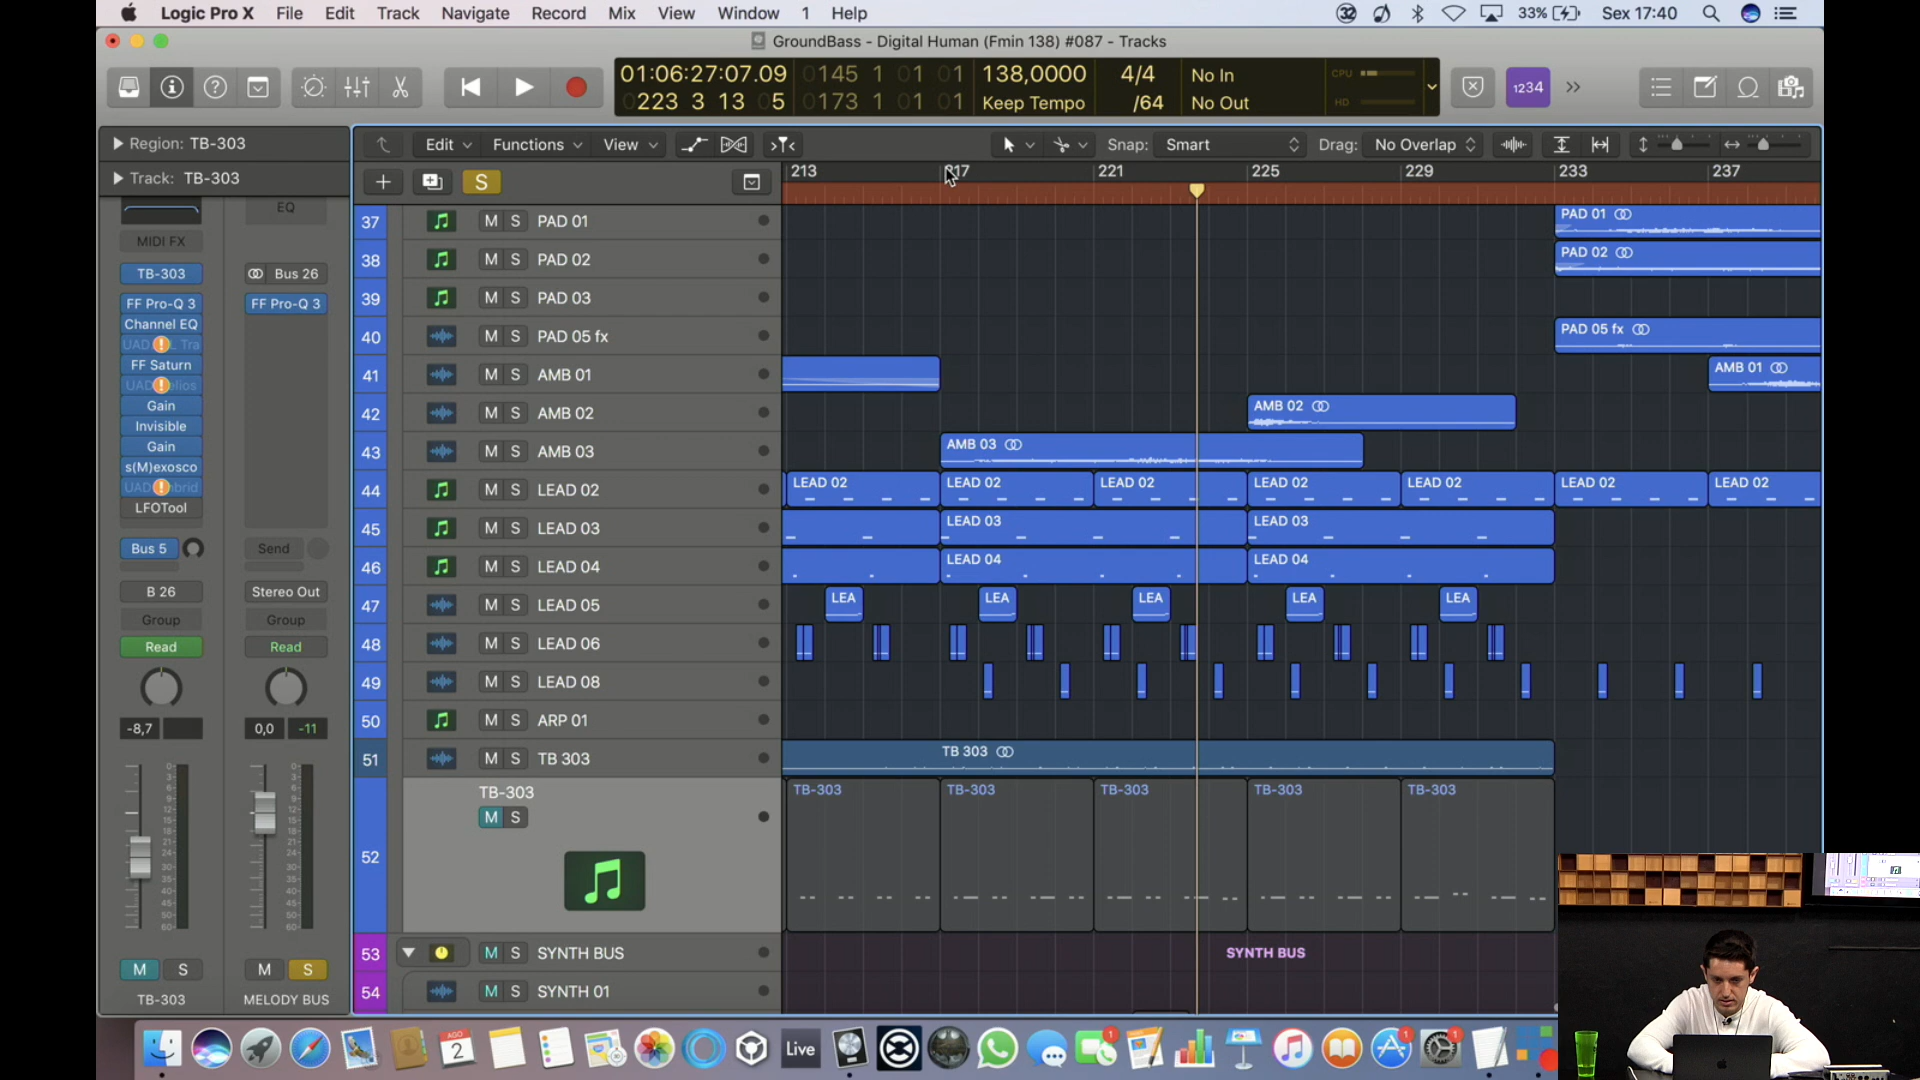 Logic Pro X File Edit Track Navigate Record Mix View Window 1 Help 32 33% Sex 17:40
GroundBass - Digital Human (Fmin 138) #087 - Tracks
01:06:27:07.09 0145 1 01 01 138,0000 4/4 No In CPU
0223 3 13 05 0173 1 01 01 Keep Tempo /64 No Out HD
1234
Region: TB-303
Edit Functions View Snap: Smart Drag: No Overlap
Track: TB-303
S
213 217 221 225 229 233 237
EQ
MIDI FX
TB-303 Bus 26
FF Pro-Q 3 FF Pro-Q 3
Channel EQ
FF Saturn
Gain
Invisible
Gain
s(M)exosco
LFOTool
Bus 5 Send
B 26 Stereo Out
Group Group
Read Read
-8,7 0,0 -11
M S M S
TB-303 MELODY BUS
37 M S PAD 01 PAD 01
38 M S PAD 02 PAD 02
39 M S PAD 03
40 M S PAD 05 fx PAD 05 fx
41 M S AMB 01 AMB 01
42 M S AMB 02 AMB 02
43 M S AMB 03 AMB 03
44 M S LEAD 02 LEAD 02 LEAD 02 LEAD 02 LEAD 02 LEAD 02 LEAD 02 LEAD 02
45 M S LEAD 03 LEAD 03 LEAD 03
46 M S LEAD 04 LEAD 04 LEAD 04
47 M S LEAD 05 LEA LEA LEA LEA LEA
48 M S LEAD 06
49 M S LEAD 08
50 M S ARP 01
51 M S TB 303 TB 303
52 TB-303 M S TB-303 TB-303 TB-303 TB-303 TB-303
53 M S SYNTH BUS SYNTH BUS
54 M S SYNTH 01
AGO 2 Live 1 1 1